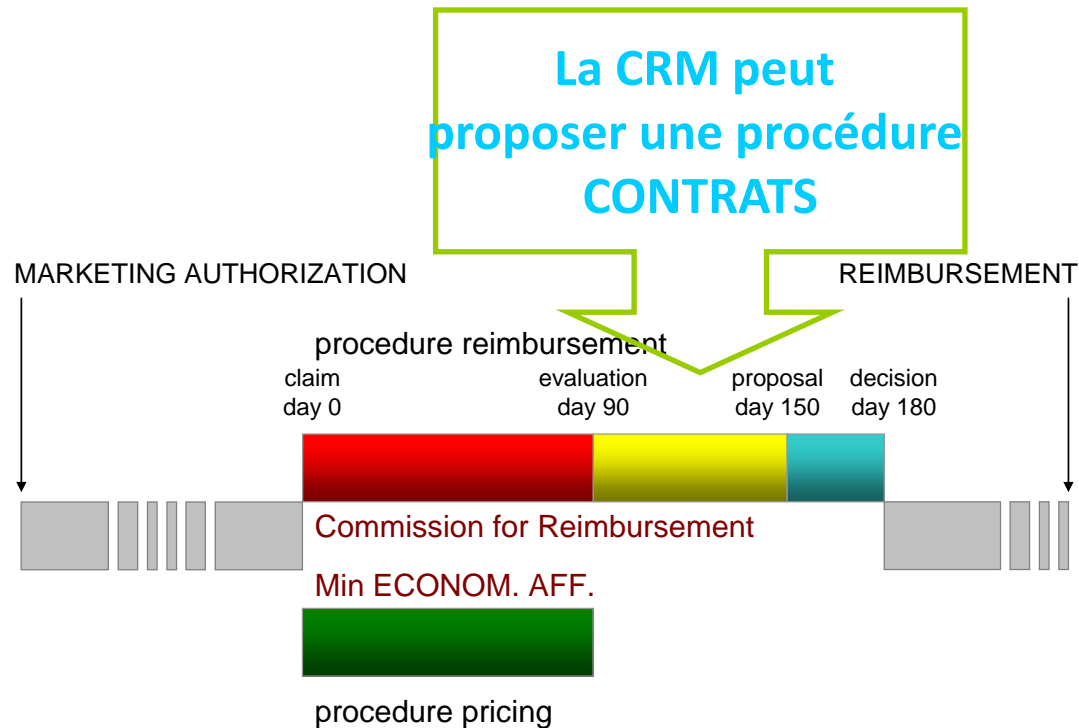 La CRM peut
proposer une procédure
CONTRATS
MARKETING AUTHORIZATION
REIMBURSEMENT
procedure reimbursement
claim
day 0
evaluation
day 90
proposal
day 150
decision
day 180
Commission for Reimbursement
Min ECONOM. AFF.
procedure pricing